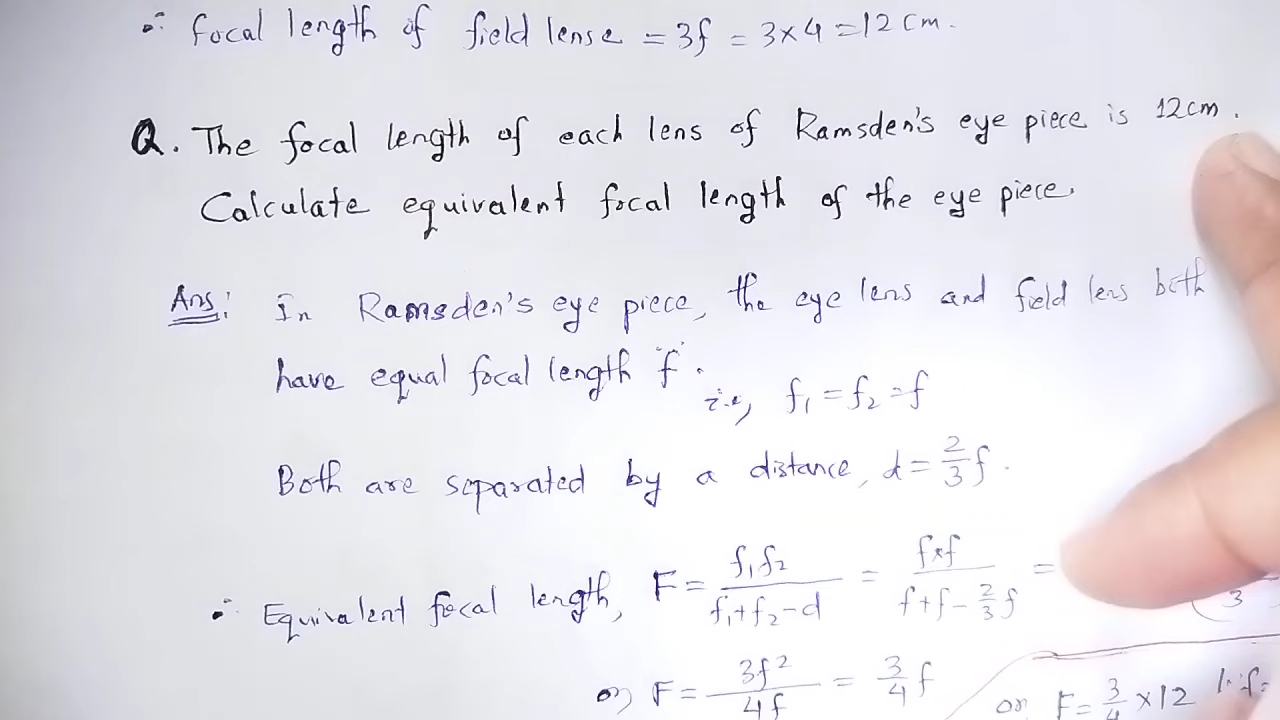 ∴ focal length of field lense = 3f = 3×4 = 12 cm.
Q. The focal length of each lens of Ramsden's eye piece is 12cm.
Calculate equivalent focal length of the eye piece.
Ans: In Ramsden's eye piece, the eye lens and field lens both
have equal focal length "f". i.e, f₁ = f₂ = f
Both are separated by a distance, d = 2/3 f.
∴ Equivalent focal length, F = f₁f₂ / (f₁+f₂-d) = f×f / (f+f-2/3 f) =
or, F = 3f² / 4f = 3/4 f or F = 3/4 × 12